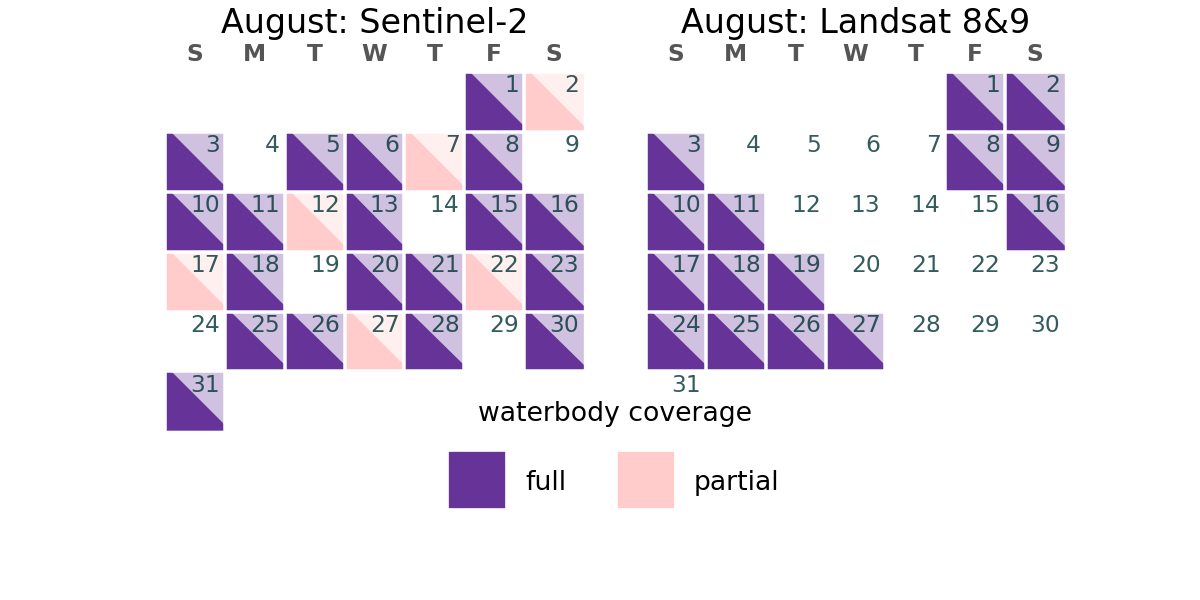 August: Sentinel-2
S M T W T F S
1 2
3 4 5 6 7 8 9
10 11 12 13 14 15 16
17 18 19 20 21 22 23
24 25 26 27 28 29 30
31
August: Landsat 8&9
S M T W T F S
1 2
3 4 5 6 7 8 9
10 11 12 13 14 15 16
17 18 19 20 21 22 23
24 25 26 27 28 29 30
31
waterbody coverage
full partial